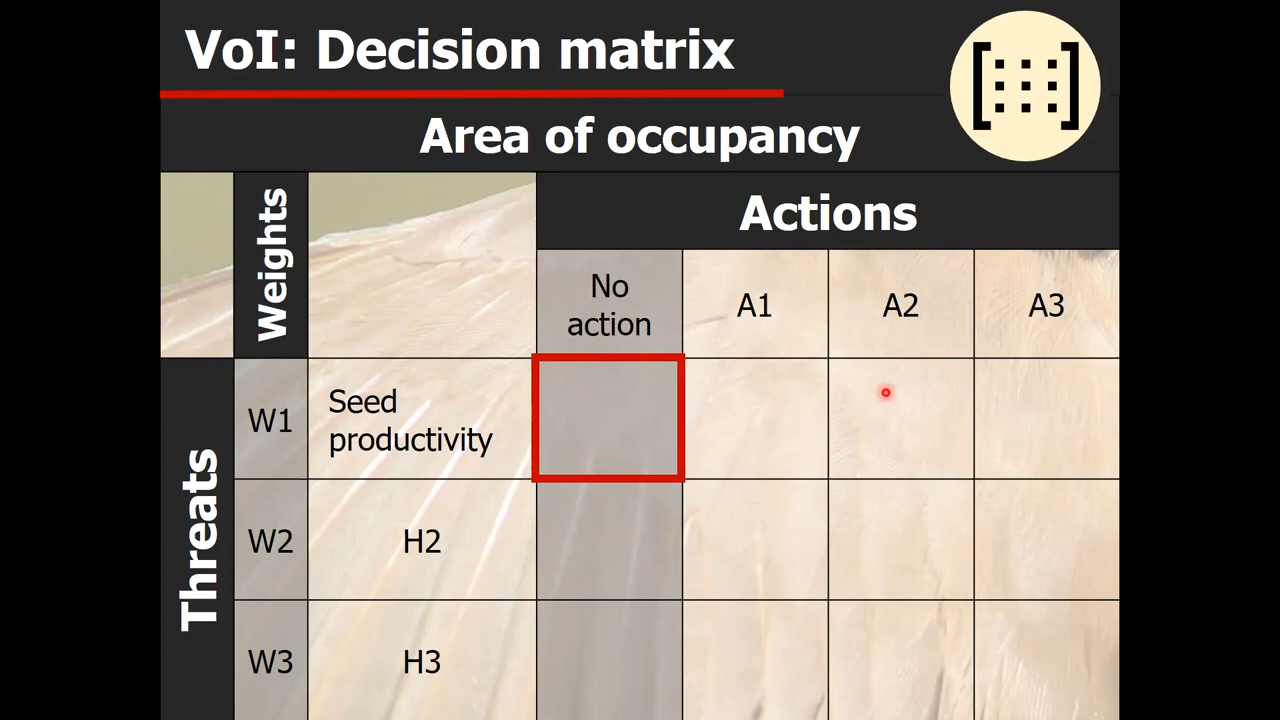 VoI: Decision matrix
Area of occupancy
Weights
Actions
No
action
A1
A2
A3
Threats
W1
Seed
productivity
W2
H2
W3
H3